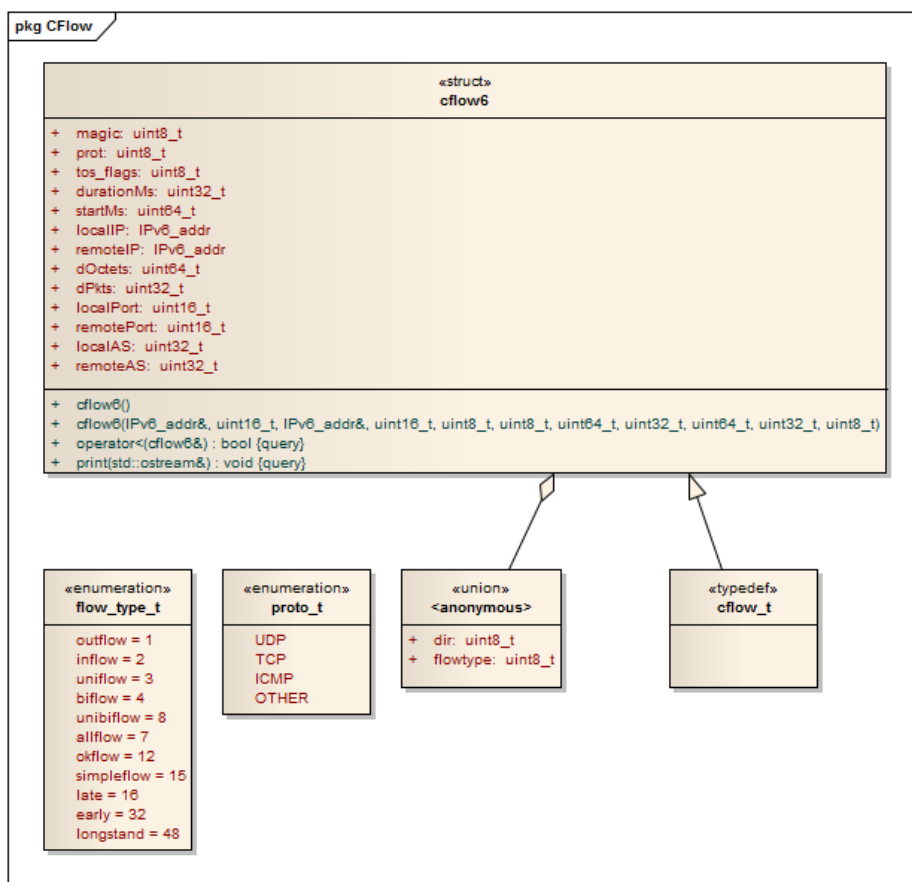 pkg CFlow
«struct»
cflow6
+ magic: uint8_t
+ prot: uint8_t
+ tos_flags: uint8_t
+ durationMs: uint32_t
+ startMs: uint64_t
+ localIP: IPv6_addr
+ remoteIP: IPv6_addr
+ dOctets: uint64_t
+ dPkts: uint32_t
+ localPort: uint16_t
+ remotePort: uint16_t
+ localAS: uint32_t
+ remoteAS: uint32_t
+ cflow6()
+ cflow6(IPv6_addr&, uint16_t, IPv6_addr&, uint16_t, uint8_t, uint8_t, uint64_t, uint32_t, uint64_t, uint32_t, uint8_t)
+ operator<(cflow6&) : bool {query}
+ print(std::ostream&) : void {query}
«enumeration»
flow_type_t
outflow = 1
inflow = 2
uniflow = 3
biflow = 4
unibiflow = 8
allflow = 7
okflow = 12
simpleflow = 15
late = 16
early = 32
longstand = 48
«enumeration»
proto_t
UDP
TCP
ICMP
OTHER
«union»
<anonymous>
+ dir: uint8_t
+ flowtype: uint8_t
«typedef»
cflow_t